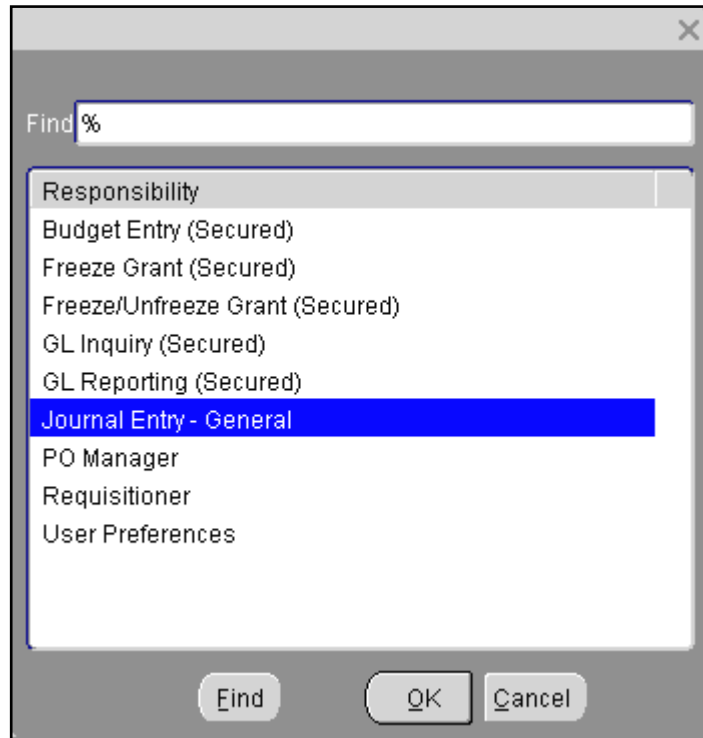 Find %
Responsibility
Budget Entry (Secured)
Freeze Grant (Secured)
Freeze/Unfreeze Grant (Secured)
GL Inquiry (Secured)
GL Reporting (Secured)
Journal Entry - General
PO Manager
Requisitioner
User Preferences
Find OK Cancel